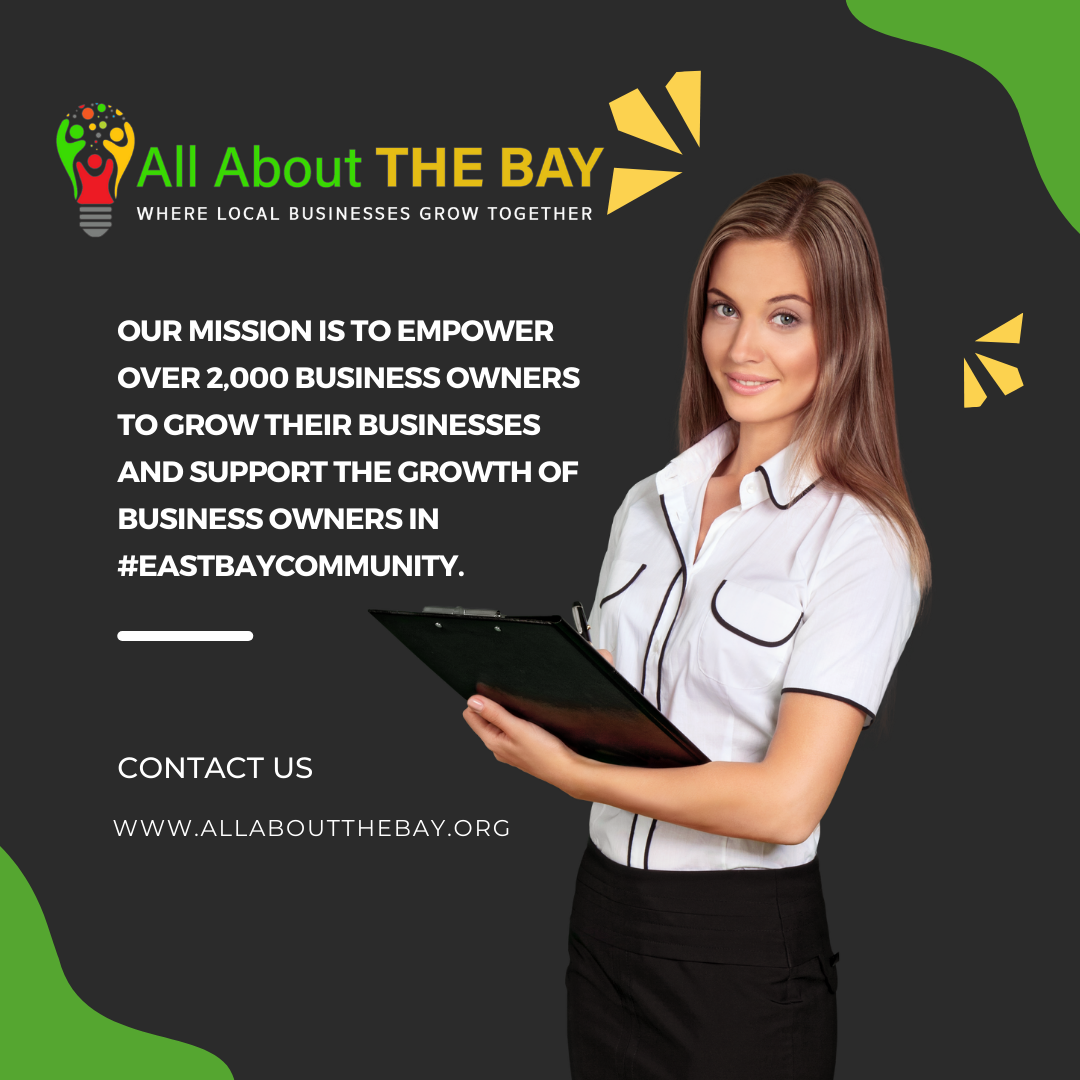 All About THE BAY
WHERE LOCAL BUSINESSES GROW TOGETHER
OUR MISSION IS TO EMPOWER
OVER 2,000 BUSINESS OWNERS
TO GROW THEIR BUSINESSES
AND SUPPORT THE GROWTH OF
BUSINESS OWNERS IN
#EASTBAYCOMMUNITY.
CONTACT US
WWW.ALLABOUTTHEBAY.ORG